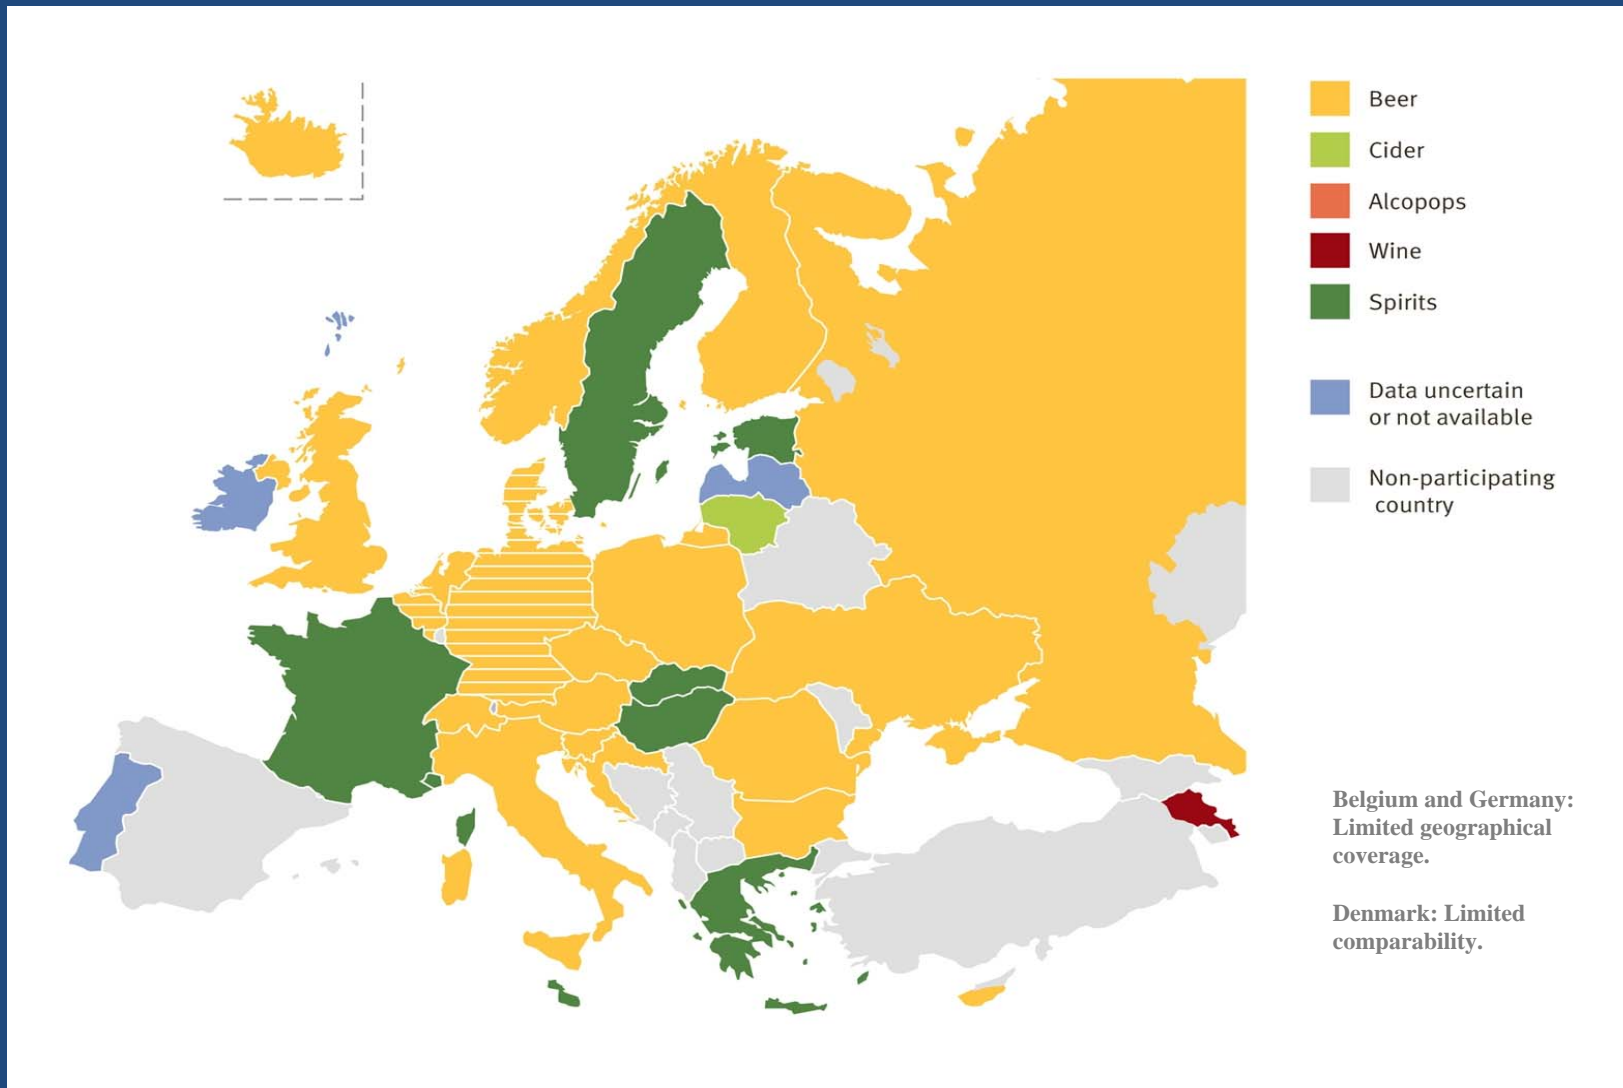 Beer
Cider
Alcopops
Wine
Spirits
Data uncertain
or not available
Non-participating
country
Belgium and Germany:
Limited geographical
coverage.
Denmark: Limited
comparability.